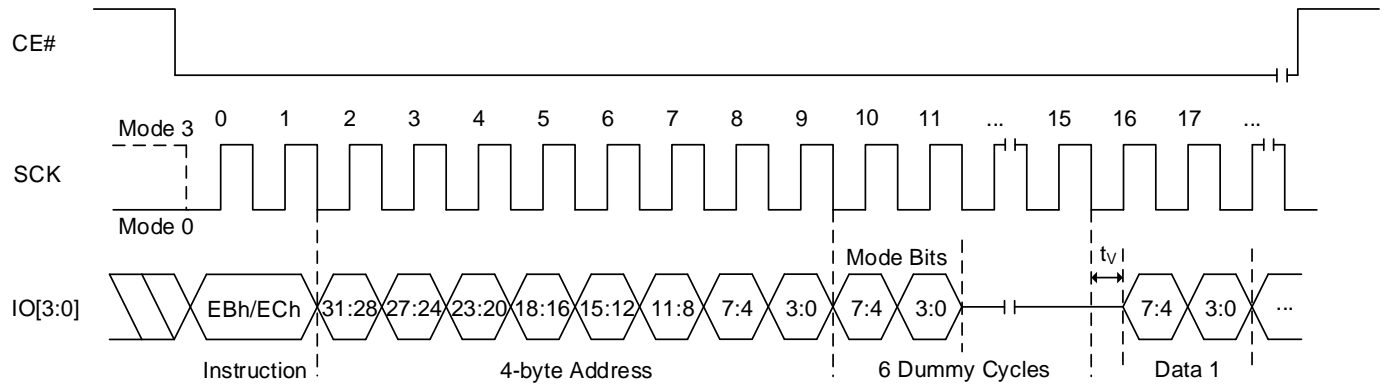 CE#
0 1 2 3 4 5 6 7 8 9 10 11 ... 15 16 17 ...
Mode 3
SCK
Mode 0
Mode Bits
tV
IO[3:0]
EBh/ECh 31:28 27:24 23:20 18:16 15:12 11:8 7:4 3:0 7:4 3:0 7:4 3:0 ...
Instruction 4-byte Address 6 Dummy Cycles Data 1